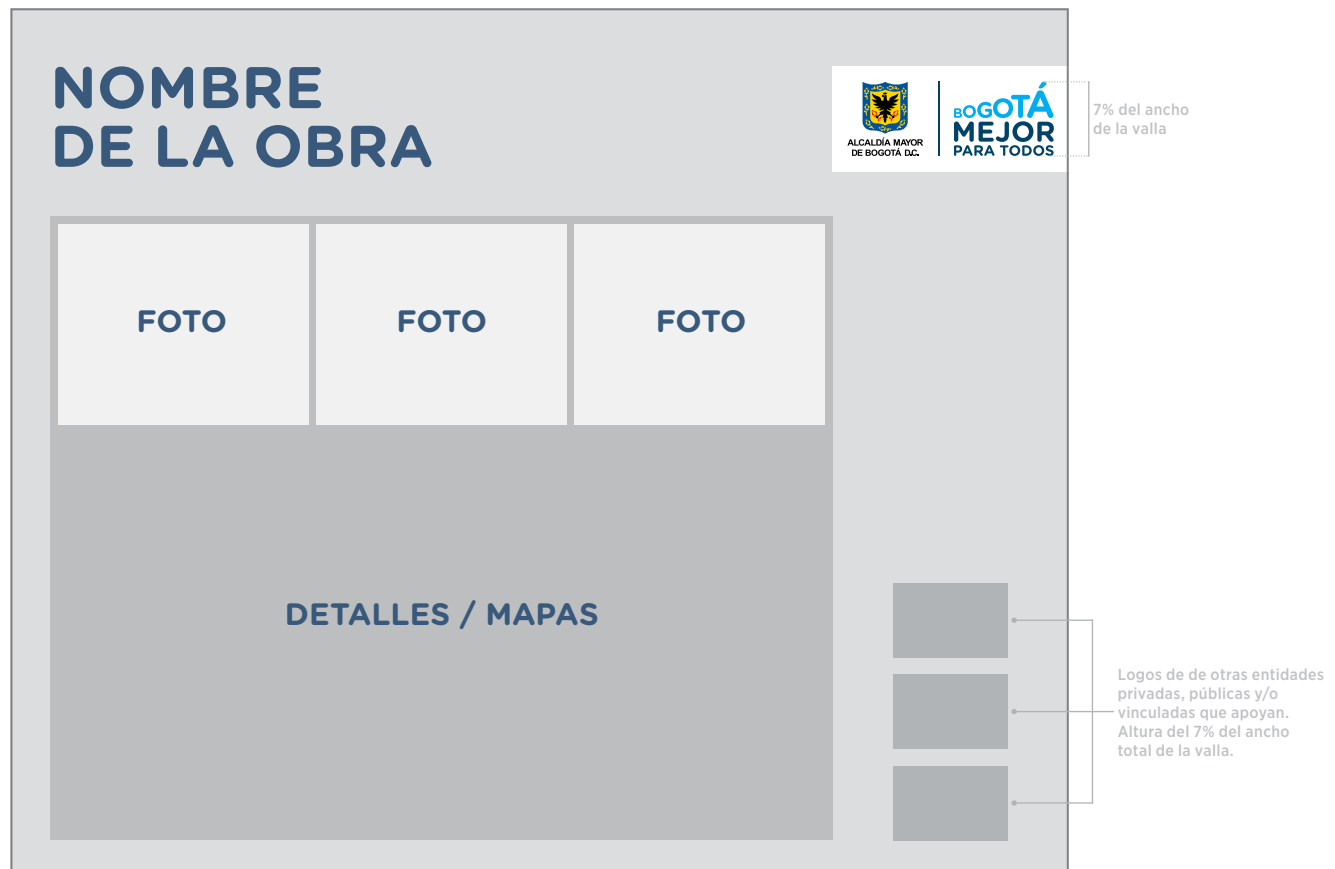 NOMBRE
DE LA OBRA
ALCALDÍA MAYOR
DE BOGOTÁ D.C.
BOGOTÁ
MEJOR
PARA TODOS
7% del ancho
de la valla
FOTO
FOTO
FOTO
DETALLES / MAPAS
Logos de de otras entidades
privadas, públicas y/o
vinculadas que apoyan.
Altura del 7% del ancho
total de la valla.